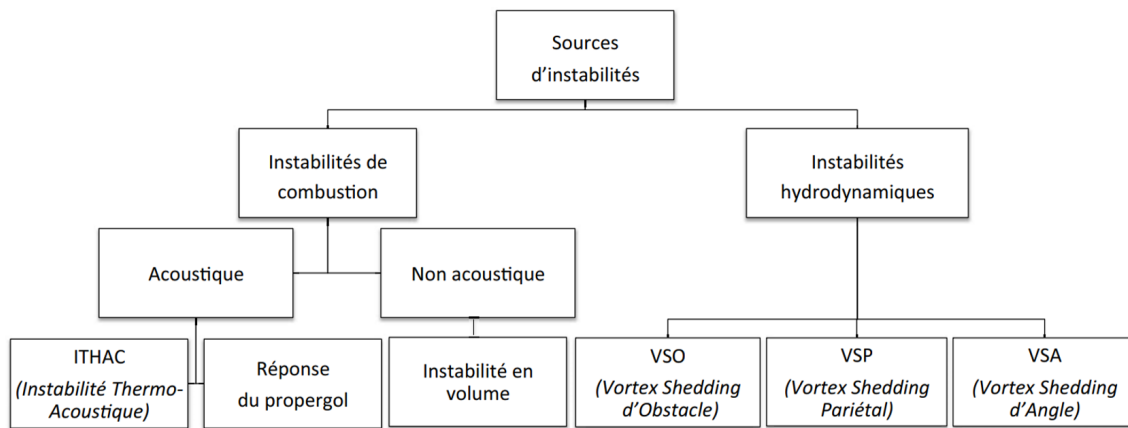 Sources
d'instabilités
Instabilités de
combustion
Instabilités
hydrodynamiques
Acoustique
Non acoustique
ITHAC
(Instabilité Thermo-
Acoustique)
Réponse
du propergol
Instabilité en
volume
VSO
(Vortex Shedding
d'Obstacle)
VSP
(Vortex Shedding
Pariétal)
VSA
(Vortex Shedding
d'Angle)